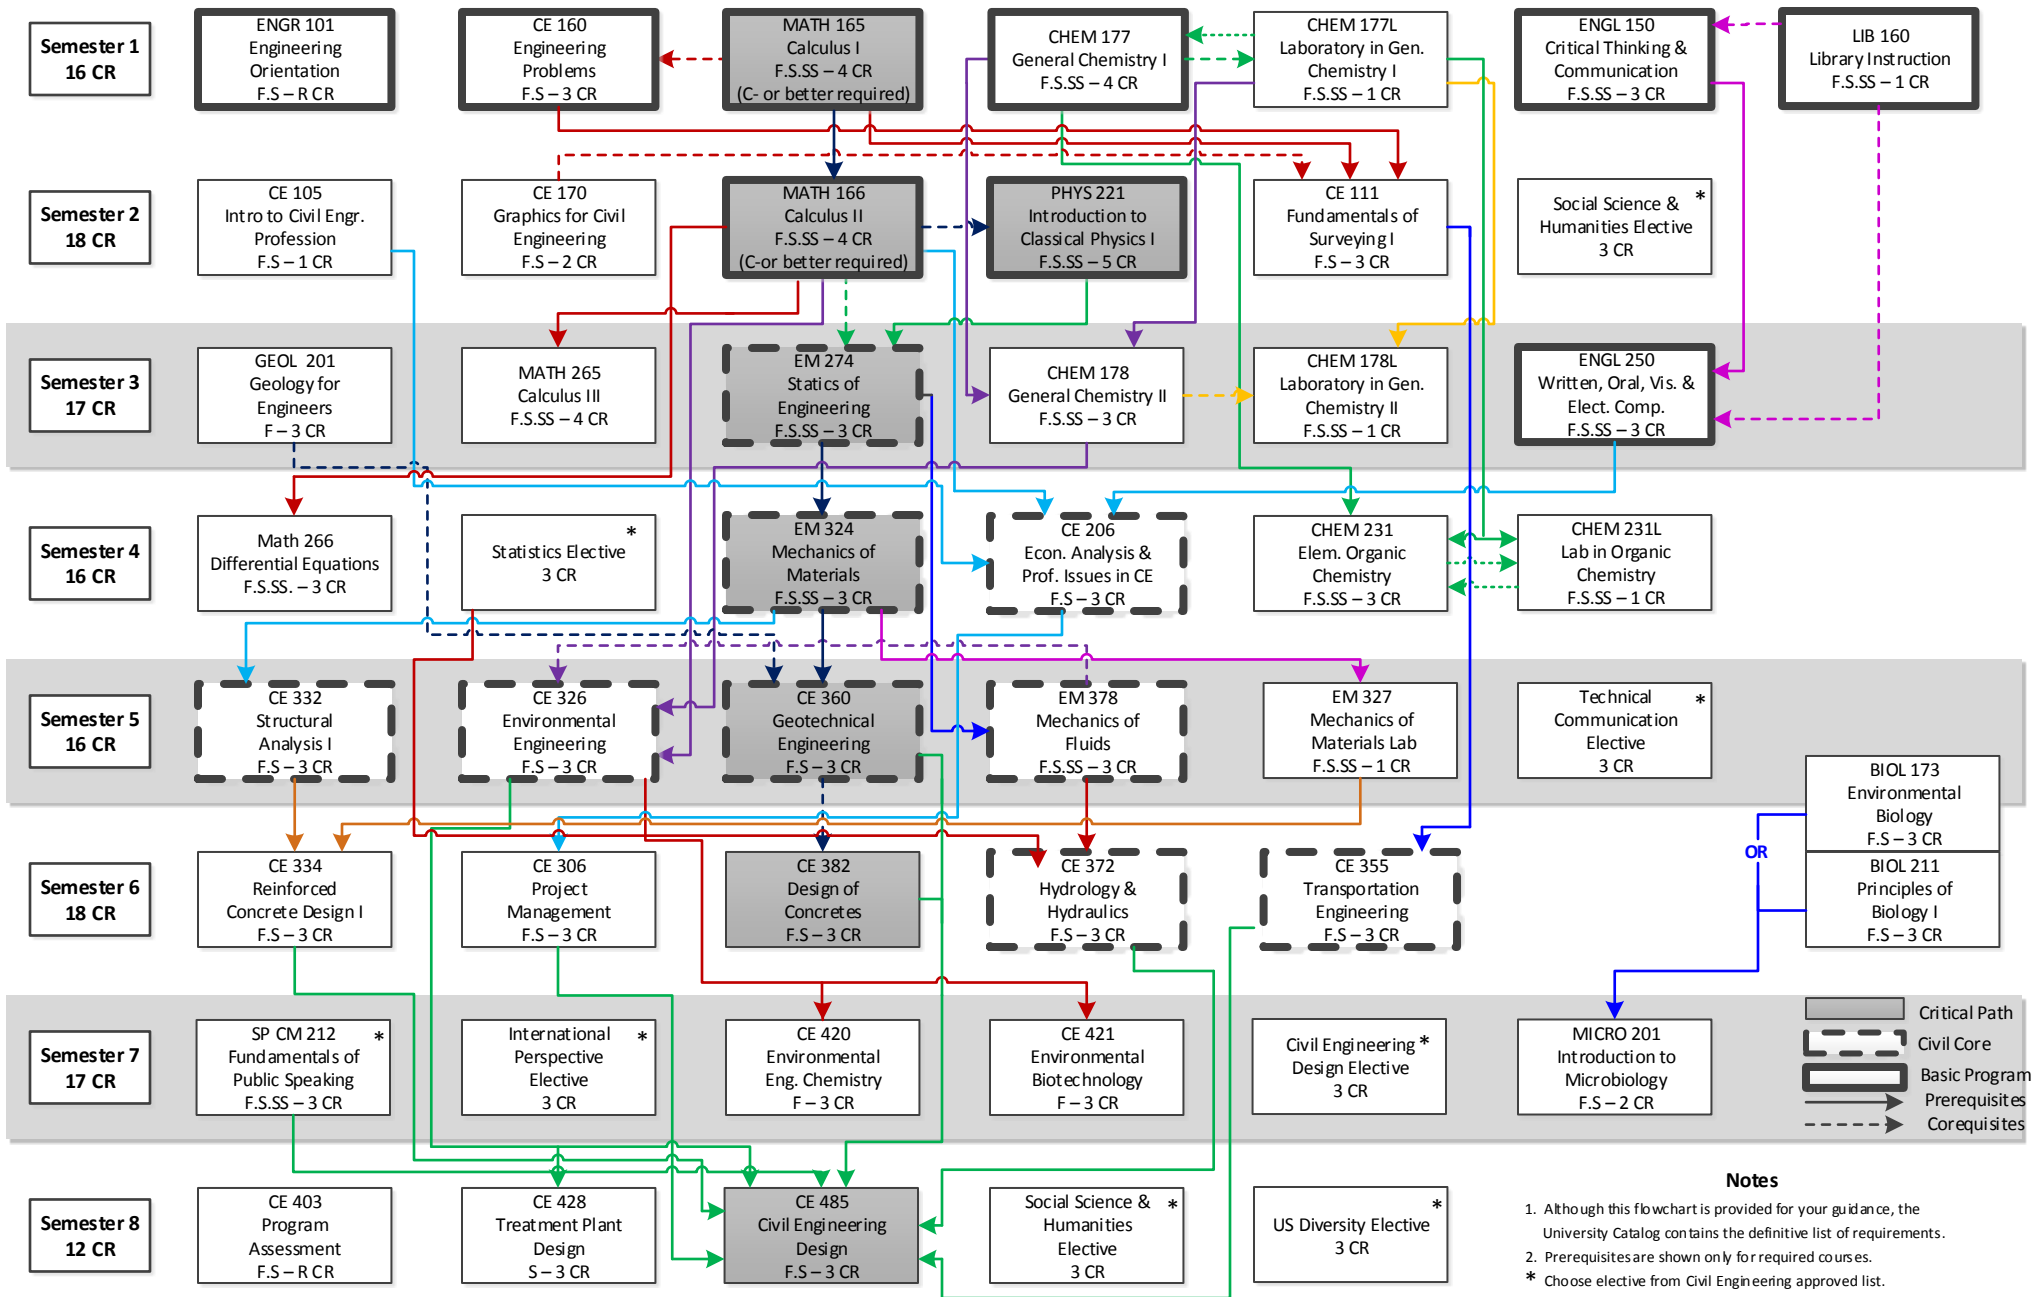 Semester 1
16 CR
ENGR 101
Engineering
Orientation
F.S – R CR
CE 160
Engineering
Problems
F.S – 3 CR
MATH 165
Calculus I
F.S.SS – 4 CR
(C- or better required)
CHEM 177
General Chemistry I
F.S.SS – 4 CR
CHEM 177L
Laboratory in Gen.
Chemistry I
F.S.SS – 1 CR
ENGL 150
Critical Thinking &
Communication
F.S.SS – 3 CR
LIB 160
Library Instruction
F.S.SS – 1 CR
Semester 2
18 CR
CE 105
Intro to Civil Engr.
Profession
F.S – 1 CR
CE 170
Graphics for Civil
Engineering
F.S – 2 CR
MATH 166
Calculus II
F.S.SS – 4 CR
(C-or better required)
PHYS 221
Introduction to
Classical Physics I
F.S.SS – 5 CR
CE 111
Fundamentals of
Surveying I
F.S – 3 CR
Social Science & *
Humanities Elective
3 CR
Semester 3
17 CR
GEOL 201
Geology for
Engineers
F – 3 CR
MATH 265
Calculus III
F.S.SS – 4 CR
EM 274
Statics of
Engineering
F.S.SS – 3 CR
CHEM 178
General Chemistry II
F.S.SS – 3 CR
CHEM 178L
Laboratory in Gen.
Chemistry II
F.S.SS – 1 CR
ENGL 250
Written, Oral, Vis. &
Elect. Comp.
F.S.SS – 3 CR
Semester 4
16 CR
Math 266
Differential Equations
F.S.SS. – 3 CR
Statistics Elective *
3 CR
EM 324
Mechanics of
Materials
F.S.SS – 3 CR
CE 206
Econ. Analysis &
Prof. Issues in CE
F.S – 3 CR
CHEM 231
Elem. Organic
Chemistry
F.S.SS – 3 CR
CHEM 231L
Lab in Organic
Chemistry
F.S.SS – 1 CR
Semester 5
16 CR
CE 332
Structural
Analysis I
F.S – 3 CR
CE 326
Environmental
Engineering
F.S – 3 CR
CE 360
Geotechnical
Engineering
F.S – 3 CR
EM 378
Mechanics of
Fluids
F.S.SS – 3 CR
EM 327
Mechanics of
Materials Lab
F.S.SS – 1 CR
Technical *
Communication
Elective
3 CR
BIOL 173
Environmental
Biology
F.S – 3 CR
OR
BIOL 211
Principles of
Biology I
F.S – 3 CR
Semester 6
18 CR
CE 334
Reinforced
Concrete Design I
F.S – 3 CR
CE 306
Project
Management
F.S – 3 CR
CE 382
Design of
Concretes
F.S – 3 CR
CE 372
Hydrology &
Hydraulics
F.S – 3 CR
CE 355
Transportation
Engineering
F.S – 3 CR
Semester 7
17 CR
SP CM 212 *
Fundamentals of
Public Speaking
F.S.SS – 3 CR
International *
Perspective
Elective
3 CR
CE 420
Environmental
Eng. Chemistry
F – 3 CR
CE 421
Environmental
Biotechnology
F – 3 CR
Civil Engineering *
Design Elective
3 CR
MICRO 201
Introduction to
Microbiology
F.S – 2 CR
Critical Path
Civil Core
Basic Program
Prerequisites
Corequisites
Semester 8
12 CR
CE 403
Program
Assessment
F.S – R CR
CE 428
Treatment Plant
Design
S – 3 CR
CE 485
Civil Engineering
Design
F.S – 3 CR
Social Science & *
Humanities
Elective
3 CR
US Diversity Elective *
3 CR
Notes
1. Although this flowchart is provided for your guidance, the
University Catalog contains the definitive list of requirements.
2. Prerequisites are shown only for required courses.
* Choose elective from Civil Engineering approved list.